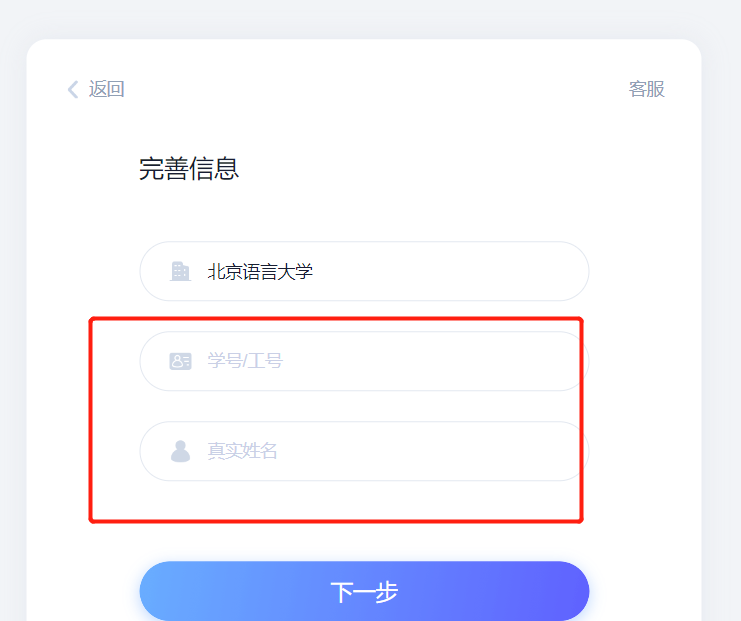 返回 客服
完善信息
北京语言大学
学号/工号
真实姓名
下一步